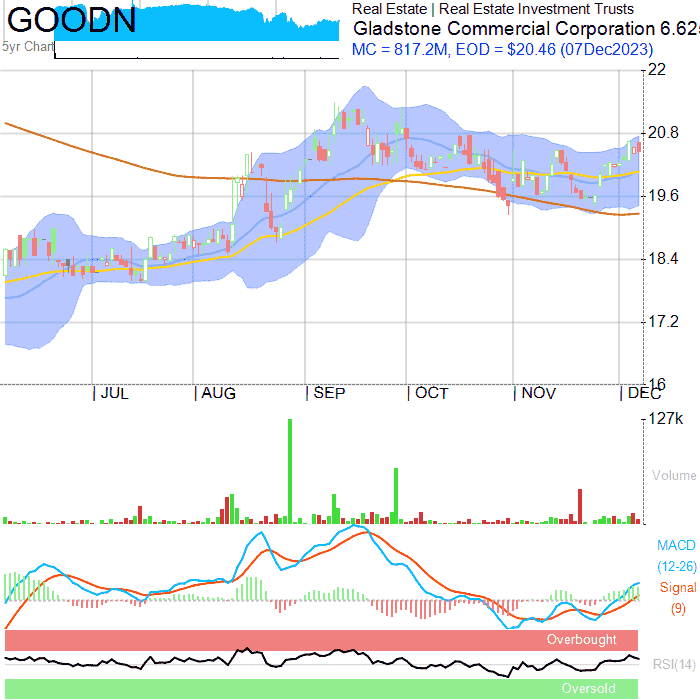 GOODN
Real Estate | Real Estate Investment Trusts
Gladstone Commercial Corporation 6.62
5yr Chart
MC = 817.2M, EOD = $20.46 (07Dec2023)
22
20.8
19.6
18.4
17.2
16
JUL AUG SEP OCT NOV DEC
127k
Volume
MACD
(12-26)
Signal
(9)
Overbought
RSI(14)
Oversold